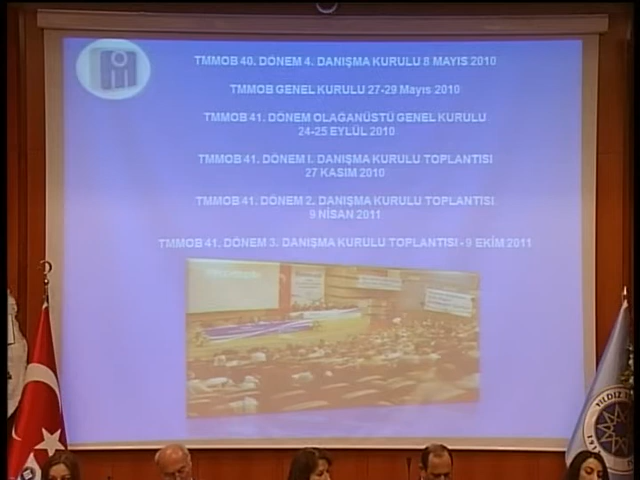 TMMOB 40. DÖNEM 4. DANIŞMA KURULU 8 MAYIS 2010
TMMOB GENEL KURULU 27-29 Mayıs 2010
TMMOB 41. DÖNEM OLAĞANÜSTÜ GENEL KURULU
24-25 EYLÜL 2010
TMMOB 41. DÖNEM I. DANIŞMA KURULU TOPLANTISI
27 KASIM 2010
TMMOB 41. DÖNEM 2. DANIŞMA KURULU TOPLANTISI
9 NİSAN 2011
TMMOB 41. DÖNEM 3. DANIŞMA KURULU TOPLANTISI - 9 EKİM 2011
YILDIZ